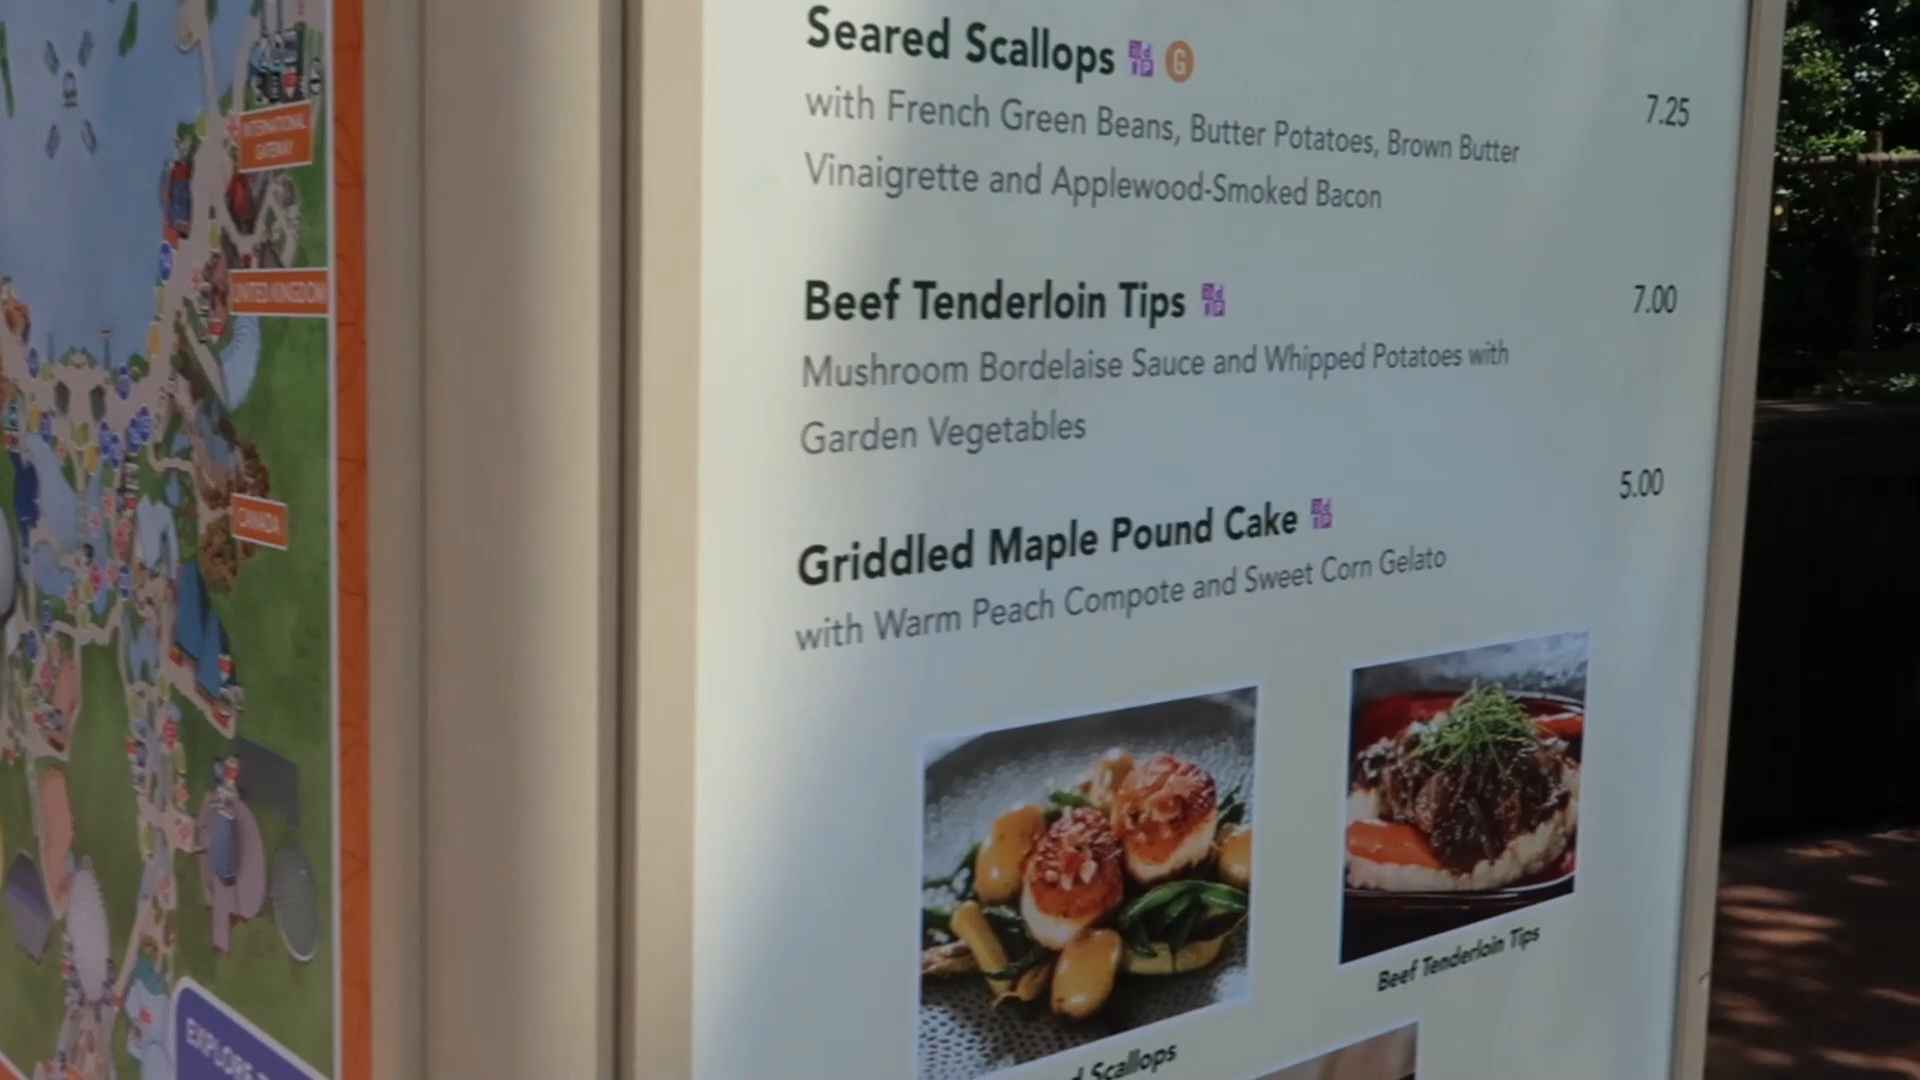 INTERNATIONAL
GATEWAY
UNITED KINGDOM
CANADA
EXPLORE
Seared Scallops G
7.25
with French Green Beans, Butter Potatoes, Brown Butter
Vinaigrette and Applewood-Smoked Bacon
Beef Tenderloin Tips
7.00
Mushroom Bordelaise Sauce and Whipped Potatoes with
Garden Vegetables
5.00
Griddled Maple Pound Cake
with Warm Peach Compote and Sweet Corn Gelato
Beef Tenderloin Tips
Scallops